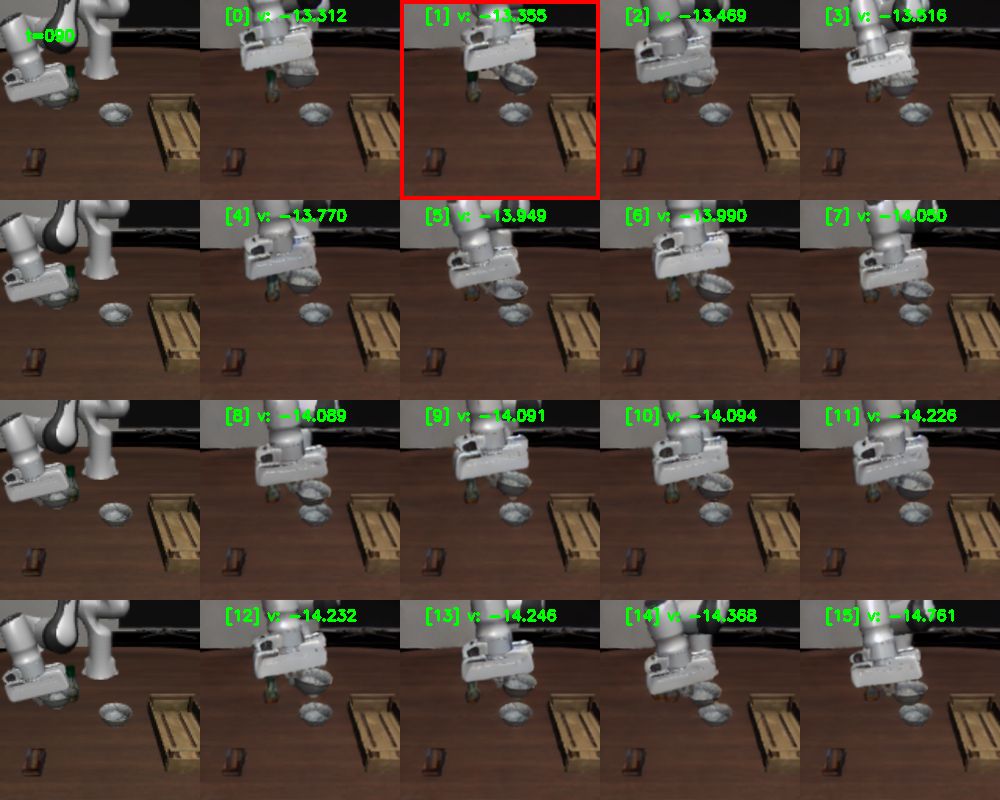 t=090
[0] v: -13.312
[1] v: -13.355
[2] v: -13.469
[3] v: -13.516
[4] v: -13.770
[5] v: -13.949
[6] v: -13.990
[7] v: -14.050
[8] v: -14.089
[9] v: -14.091
[10] v: -14.094
[11] v: -14.226
[12] v: -14.232
[13] v: -14.246
[14] v: -14.368
[15] v: -14.761